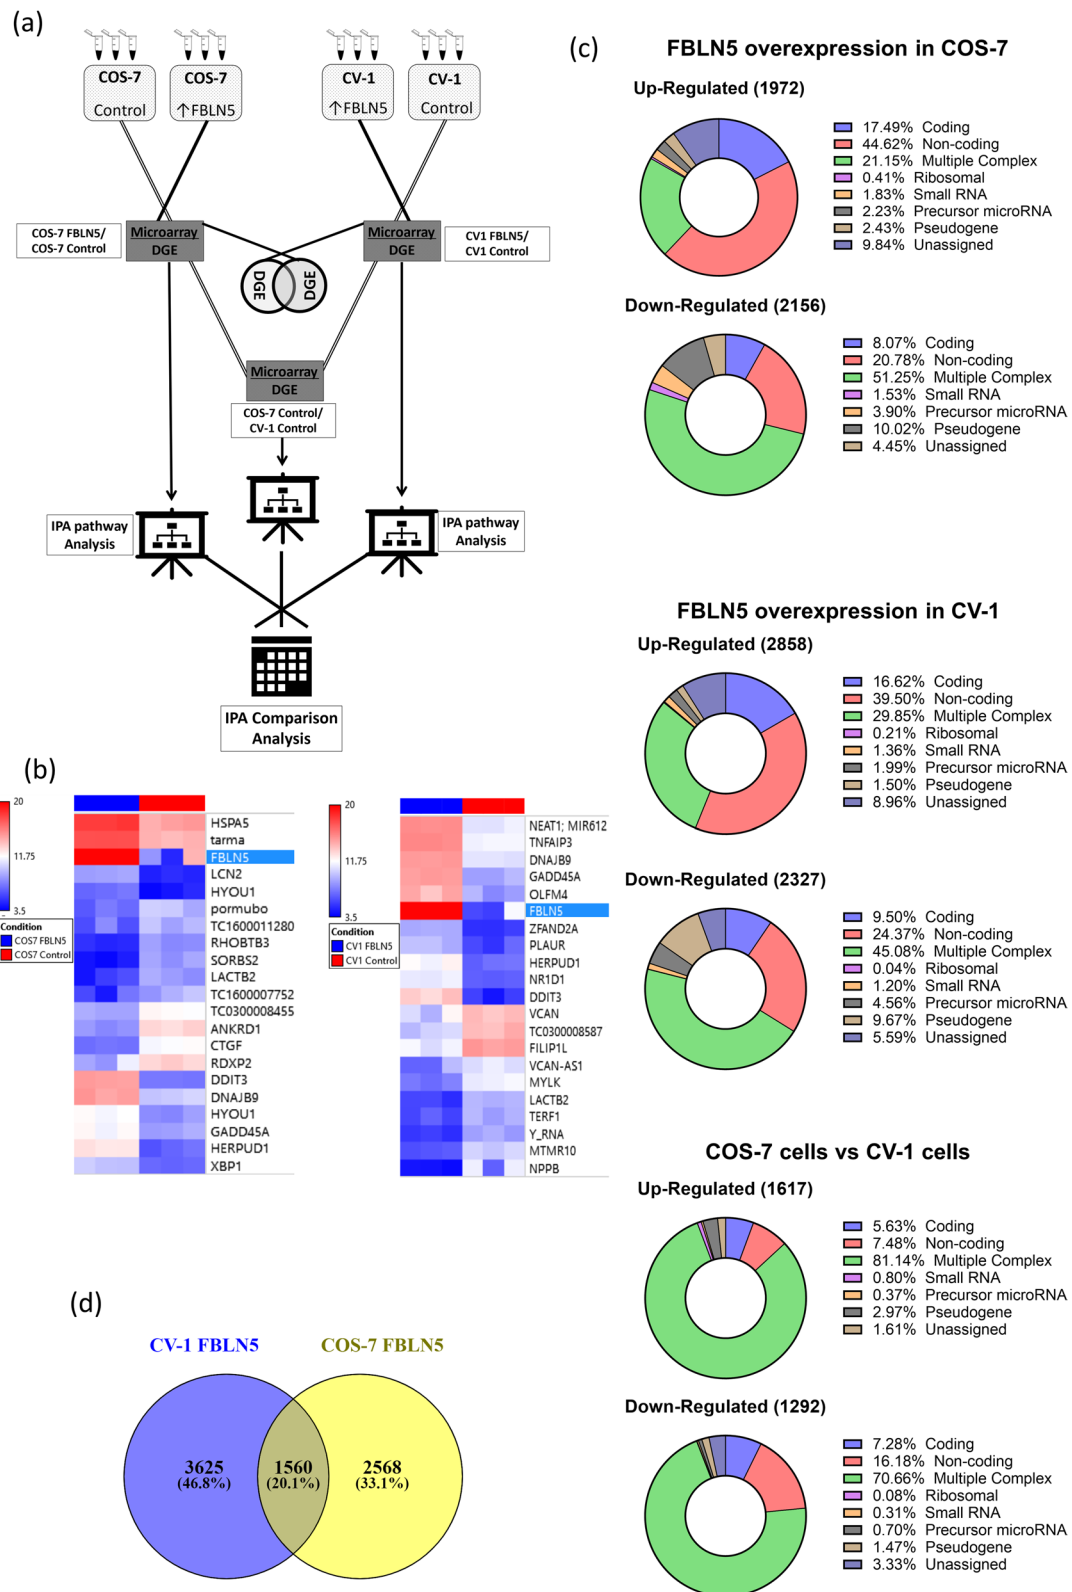 (a)
COS-7
Control
COS-7
↑FBLN5
CV-1
↑FBLN5
CV-1
Control
COS-7 FBLN5/
COS-7 Control
Microarray
DGE
DGE
DGE
Microarray
DGE
CV1 FBLN5/
CV1 Control
Microarray
DGE
COS-7 Control/
CV-1 Control
IPA pathway
Analysis
IPA pathway
Analysis
IPA Comparison
Analysis
(b)
20
11.75
3.5
Condition
COS7 FBLN5
COS7 Control
HSPA5
tarma
FBLN5
LCN2
HYOU1
pormubo
TC1600011280
RHOBTB3
SORBS2
LACTB2
TC1600007752
TC0300008455
ANKRD1
CTGF
RDXP2
DDIT3
DNAJB9
HYOU1
GADD45A
HERPUD1
XBP1
20
11.75
3.5
Condition
CV1 FBLN5
CV1 Control
NEAT1; MIR612
TNFAIP3
DNAJB9
GADD45A
OLFM4
FBLN5
ZFAND2A
PLAUR
HERPUD1
NR1D1
DDIT3
VCAN
TC0300008587
FILIP1L
VCAN-AS1
MYLK
LACTB2
TERF1
Y_RNA
MTMR10
NPPB
(c)
FBLN5 overexpression in COS-7
Up-Regulated (1972)
17.49% Coding
44.62% Non-coding
21.15% Multiple Complex
0.41% Ribosomal
1.83% Small RNA
2.23% Precursor microRNA
2.43% Pseudogene
9.84% Unassigned
Down-Regulated (2156)
8.07% Coding
20.78% Non-coding
51.25% Multiple Complex
1.53% Small RNA
3.90% Precursor microRNA
10.02% Pseudogene
4.45% Unassigned
FBLN5 overexpression in CV-1
Up-Regulated (2858)
16.62% Coding
39.50% Non-coding
29.85% Multiple Complex
0.21% Ribosomal
1.36% Small RNA
1.99% Precursor microRNA
1.50% Pseudogene
8.96% Unassigned
Down-Regulated (2327)
9.50% Coding
24.37% Non-coding
45.08% Multiple Complex
0.04% Ribosomal
1.20% Small RNA
4.56% Precursor microRNA
9.67% Pseudogene
5.59% Unassigned
COS-7 cells vs CV-1 cells
Up-Regulated (1617)
5.63% Coding
7.48% Non-coding
81.14% Multiple Complex
0.80% Small RNA
0.37% Precursor microRNA
2.97% Pseudogene
1.61% Unassigned
Down-Regulated (1292)
7.28% Coding
16.18% Non-coding
70.66% Multiple Complex
0.08% Ribosomal
0.31% Small RNA
0.70% Precursor microRNA
1.47% Pseudogene
3.33% Unassigned
(d)
CV-1 FBLN5
COS-7 FBLN5
3625
(46.8%)
1560
(20.1%)
2568
(33.1%)